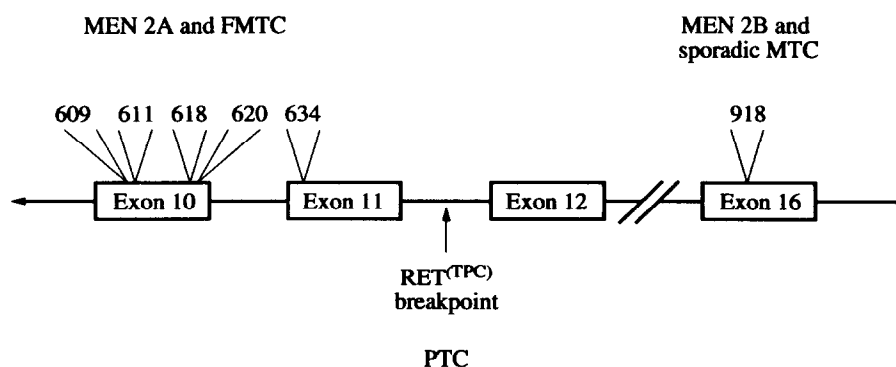 MEN 2A and FMTC
MEN 2B and
sporadic MTC
609 611 618 620 634
918
Exon 10 Exon 11 Exon 12 Exon 16
RET(TPC)
breakpoint
PTC